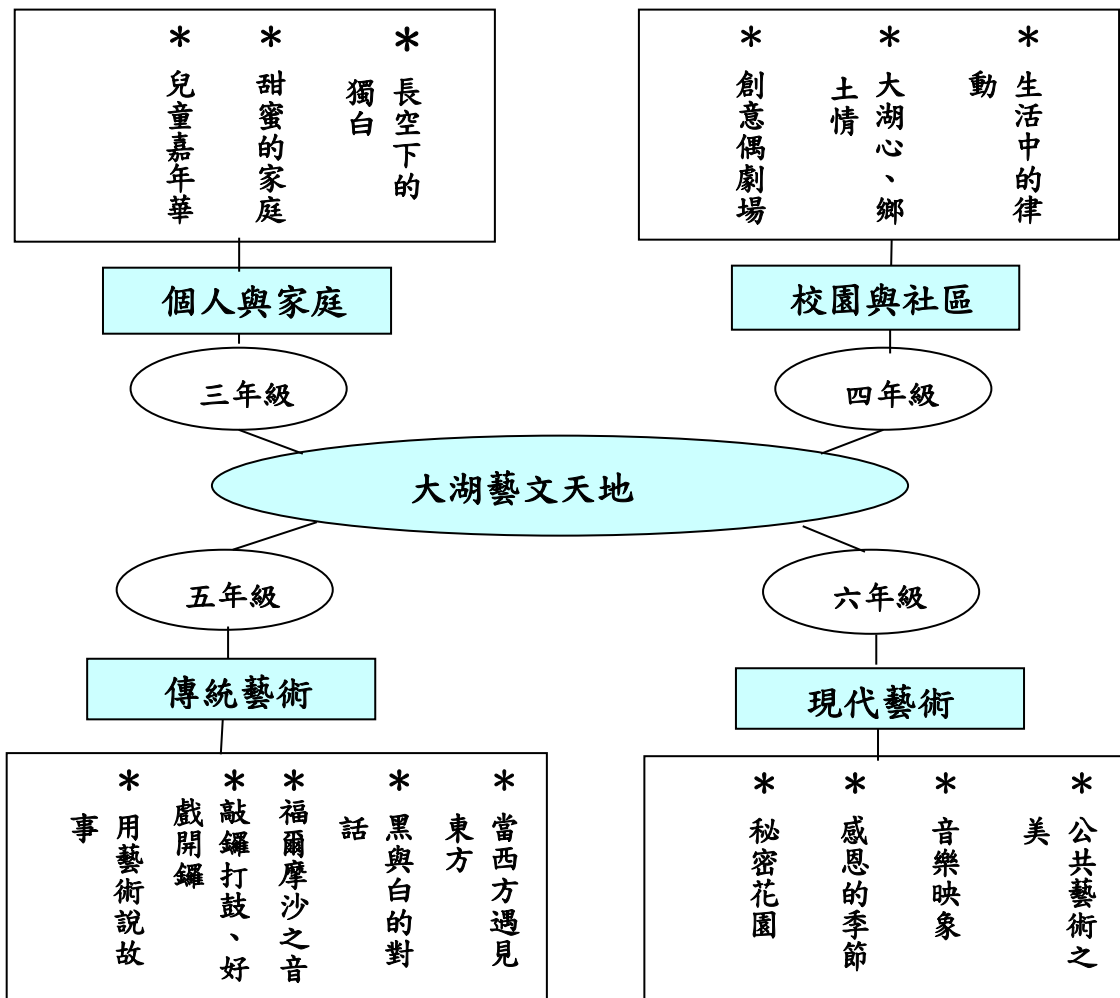 * 長空下的
獨白
* 甜蜜的家庭
* 兒童嘉年華
* 生活中的律
動
* 大湖心、鄉
土情
* 創意偶劇場
個人與家庭
校園與社區
三年級
四年級
大湖藝文天地
五年級
六年級
傳統藝術
現代藝術
* 當西方遇見
東方
* 黑與白的對
話
* 福爾摩沙之音
* 敲鑼打鼓、好
戲開鑼
* 用藝術說故
事
* 公共藝術之
美
* 音樂映象
* 感恩的季節
* 秘密花園